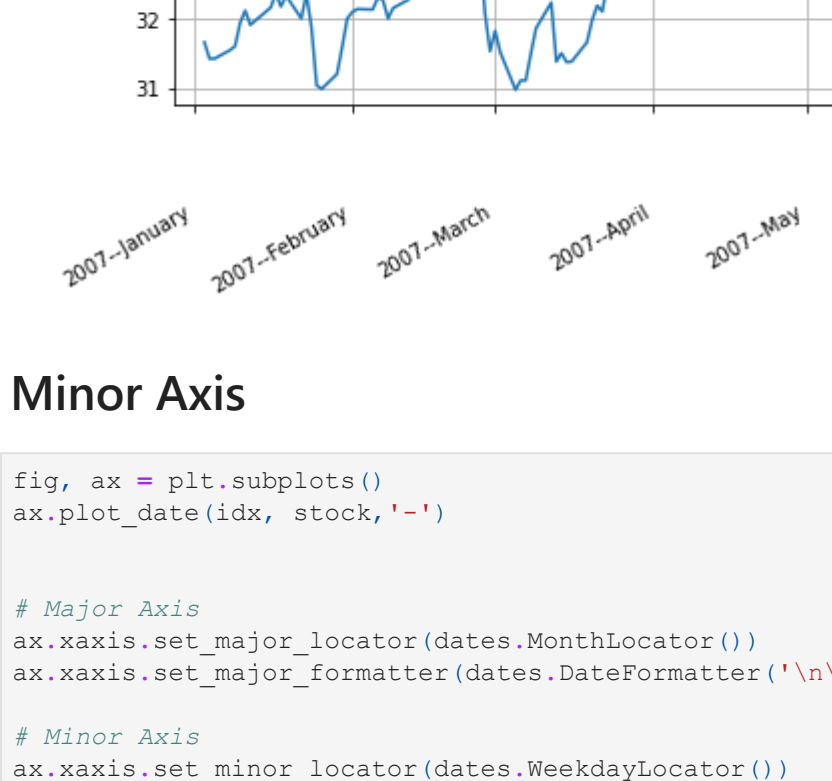 32
31
2007--January
2007--February
2007--March
2007--April
2007--May
Minor Axis
fig, ax = plt.subplots()
ax.plot_date(idx, stock,'-')
# Major Axis
ax.xaxis.set_major_locator(dates.MonthLocator())
ax.xaxis.set_major_formatter(dates.DateFormatter('\n\
# Minor Axis
ax.xaxis.set_minor_locator(dates.WeekdayLocator())